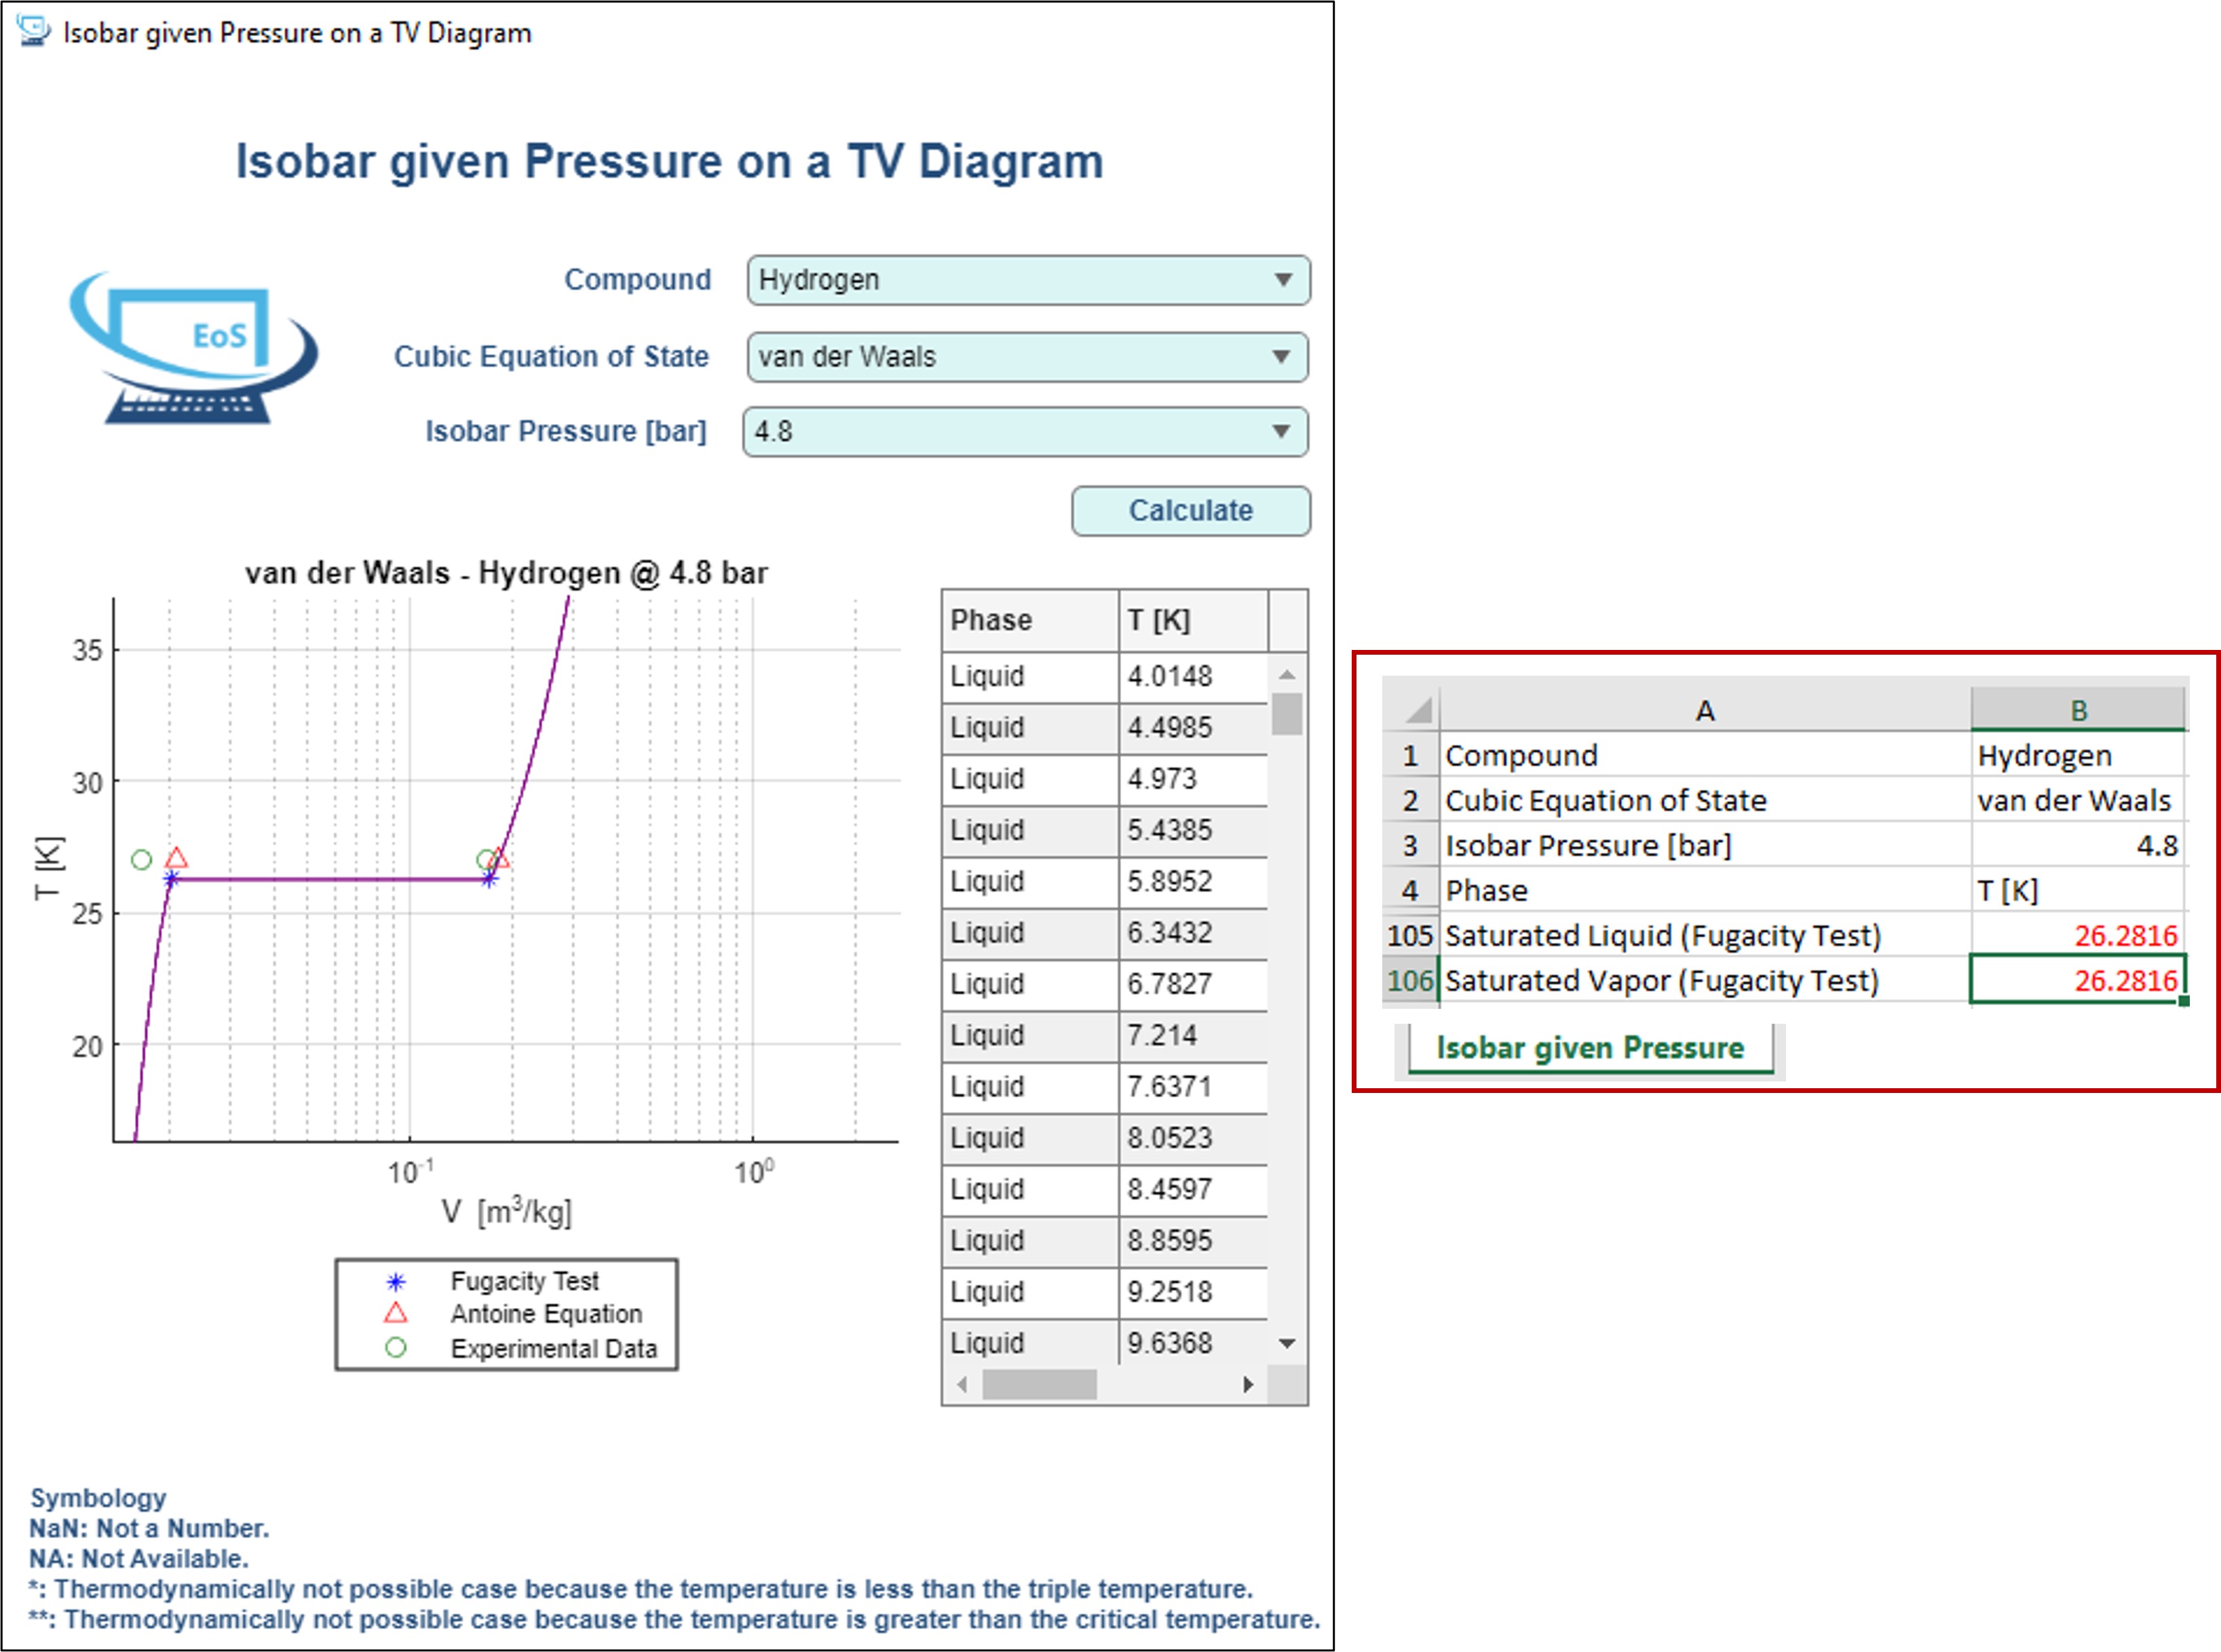 Isobar given Pressure on a TV Diagram
Isobar given Pressure on a TV Diagram
EoS
Compound
Hydrogen
Cubic Equation of State
van der Waals
Isobar Pressure [bar]
4.8
Calculate
van der Waals - Hydrogen @ 4.8 bar
35
30
25
20
T [K]
10⁻¹
10⁰
V [m³/kg]
Fugacity Test
Antoine Equation
Experimental Data
Phase T [K]
Liquid 4.0148
Liquid 4.4985
Liquid 4.973
Liquid 5.4385
Liquid 5.8952
Liquid 6.3432
Liquid 6.7827
Liquid 7.214
Liquid 7.6371
Liquid 8.0523
Liquid 8.4597
Liquid 8.8595
Liquid 9.2518
Liquid 9.6368
Symbology
NaN: Not a Number.
NA: Not Available.
*: Thermodynamically not possible case because the temperature is less than the triple temperature.
**: Thermodynamically not possible case because the temperature is greater than the critical temperature.
A B
1 Compound Hydrogen
2 Cubic Equation of State van der Waals
3 Isobar Pressure [bar] 4.8
4 Phase T [K]
105 Saturated Liquid (Fugacity Test) 26.2816
106 Saturated Vapor (Fugacity Test) 26.2816
Isobar given Pressure